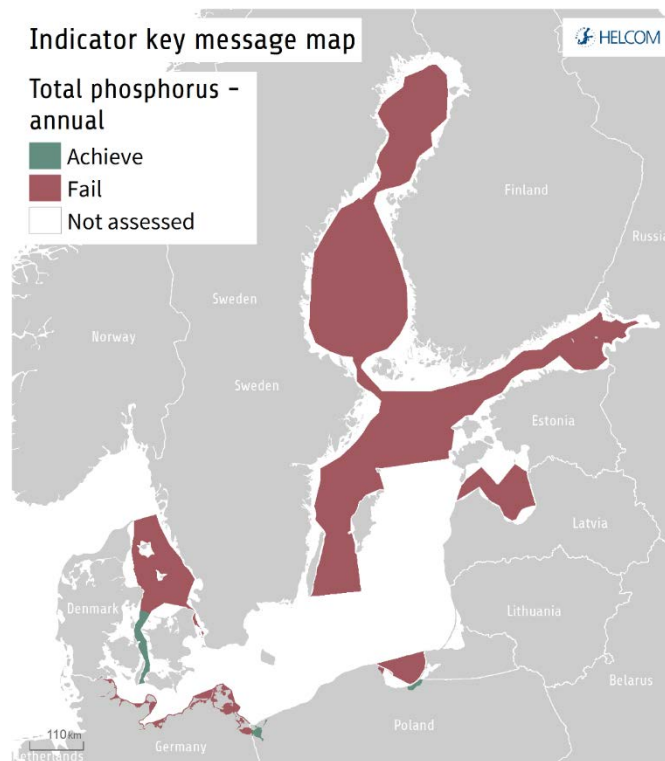 Indicator key message map
HELCOM
Total phosphorus -
annual
Achieve
Fail
Not assessed
Finland
Russia
Sweden
Norway
Sweden
Estonia
Latvia
Denmark
Lithuania
Belarus
Poland
110 Km
Germany
Netherlands